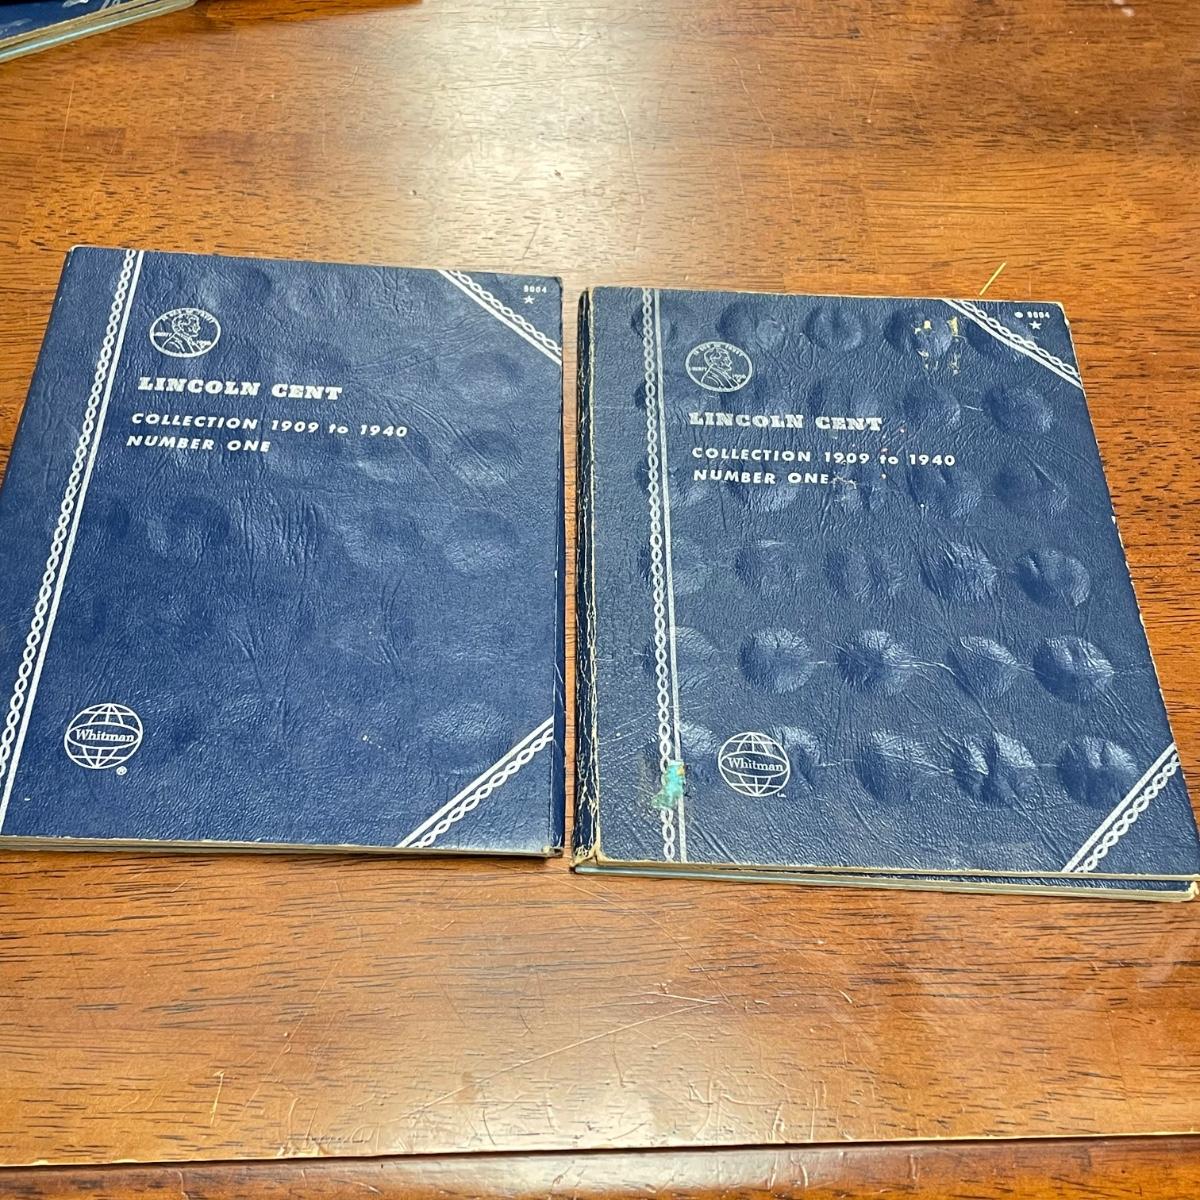 9004
LINCOLN CENT
COLLECTION 1909 to 1940
NUMBER ONE
Whitman
®
9004
LINCOLN CENT
COLLECTION 1909 to 1940
NUMBER ONE
Whitman